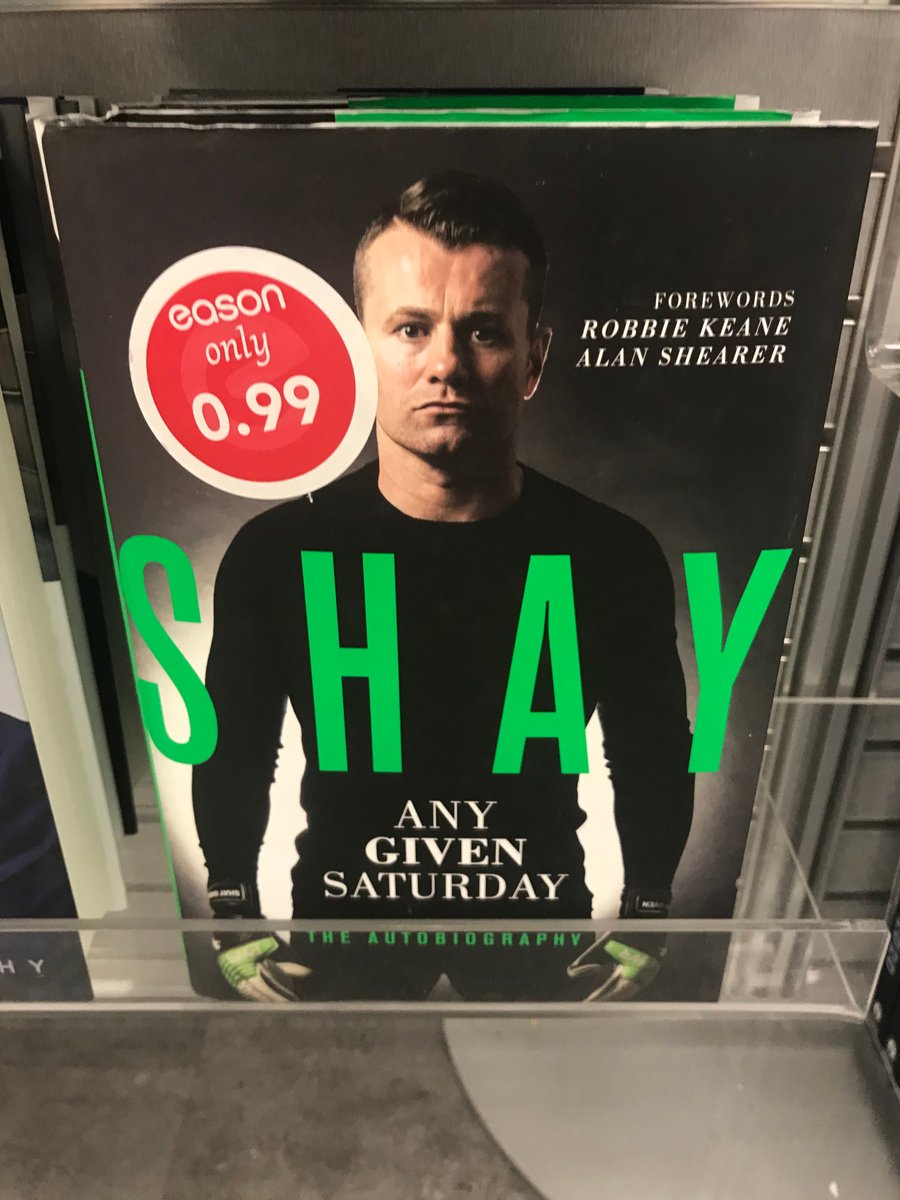 eason
only
0.99
FOREWORDS
ROBBIE KEANE
ALAN SHEARER
SHAY
ANY
GIVEN
SATURDAY
THE AUTOBIOGRAPHY
H Y